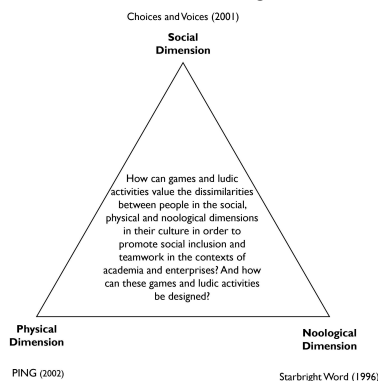 Choices and Voices (2001)
Social
Dimension
How can games and ludic
activities value the dissimilarities
between people in the social,
physical and noological dimensions
in their culture in order to
promote social inclusion and
teamwork in the contexts of
academia and enterprises? And how
can these games and ludic activities
be designed?
Physical
Dimension
Noological
Dimension
PING (2002)
Starbright Word (1996)